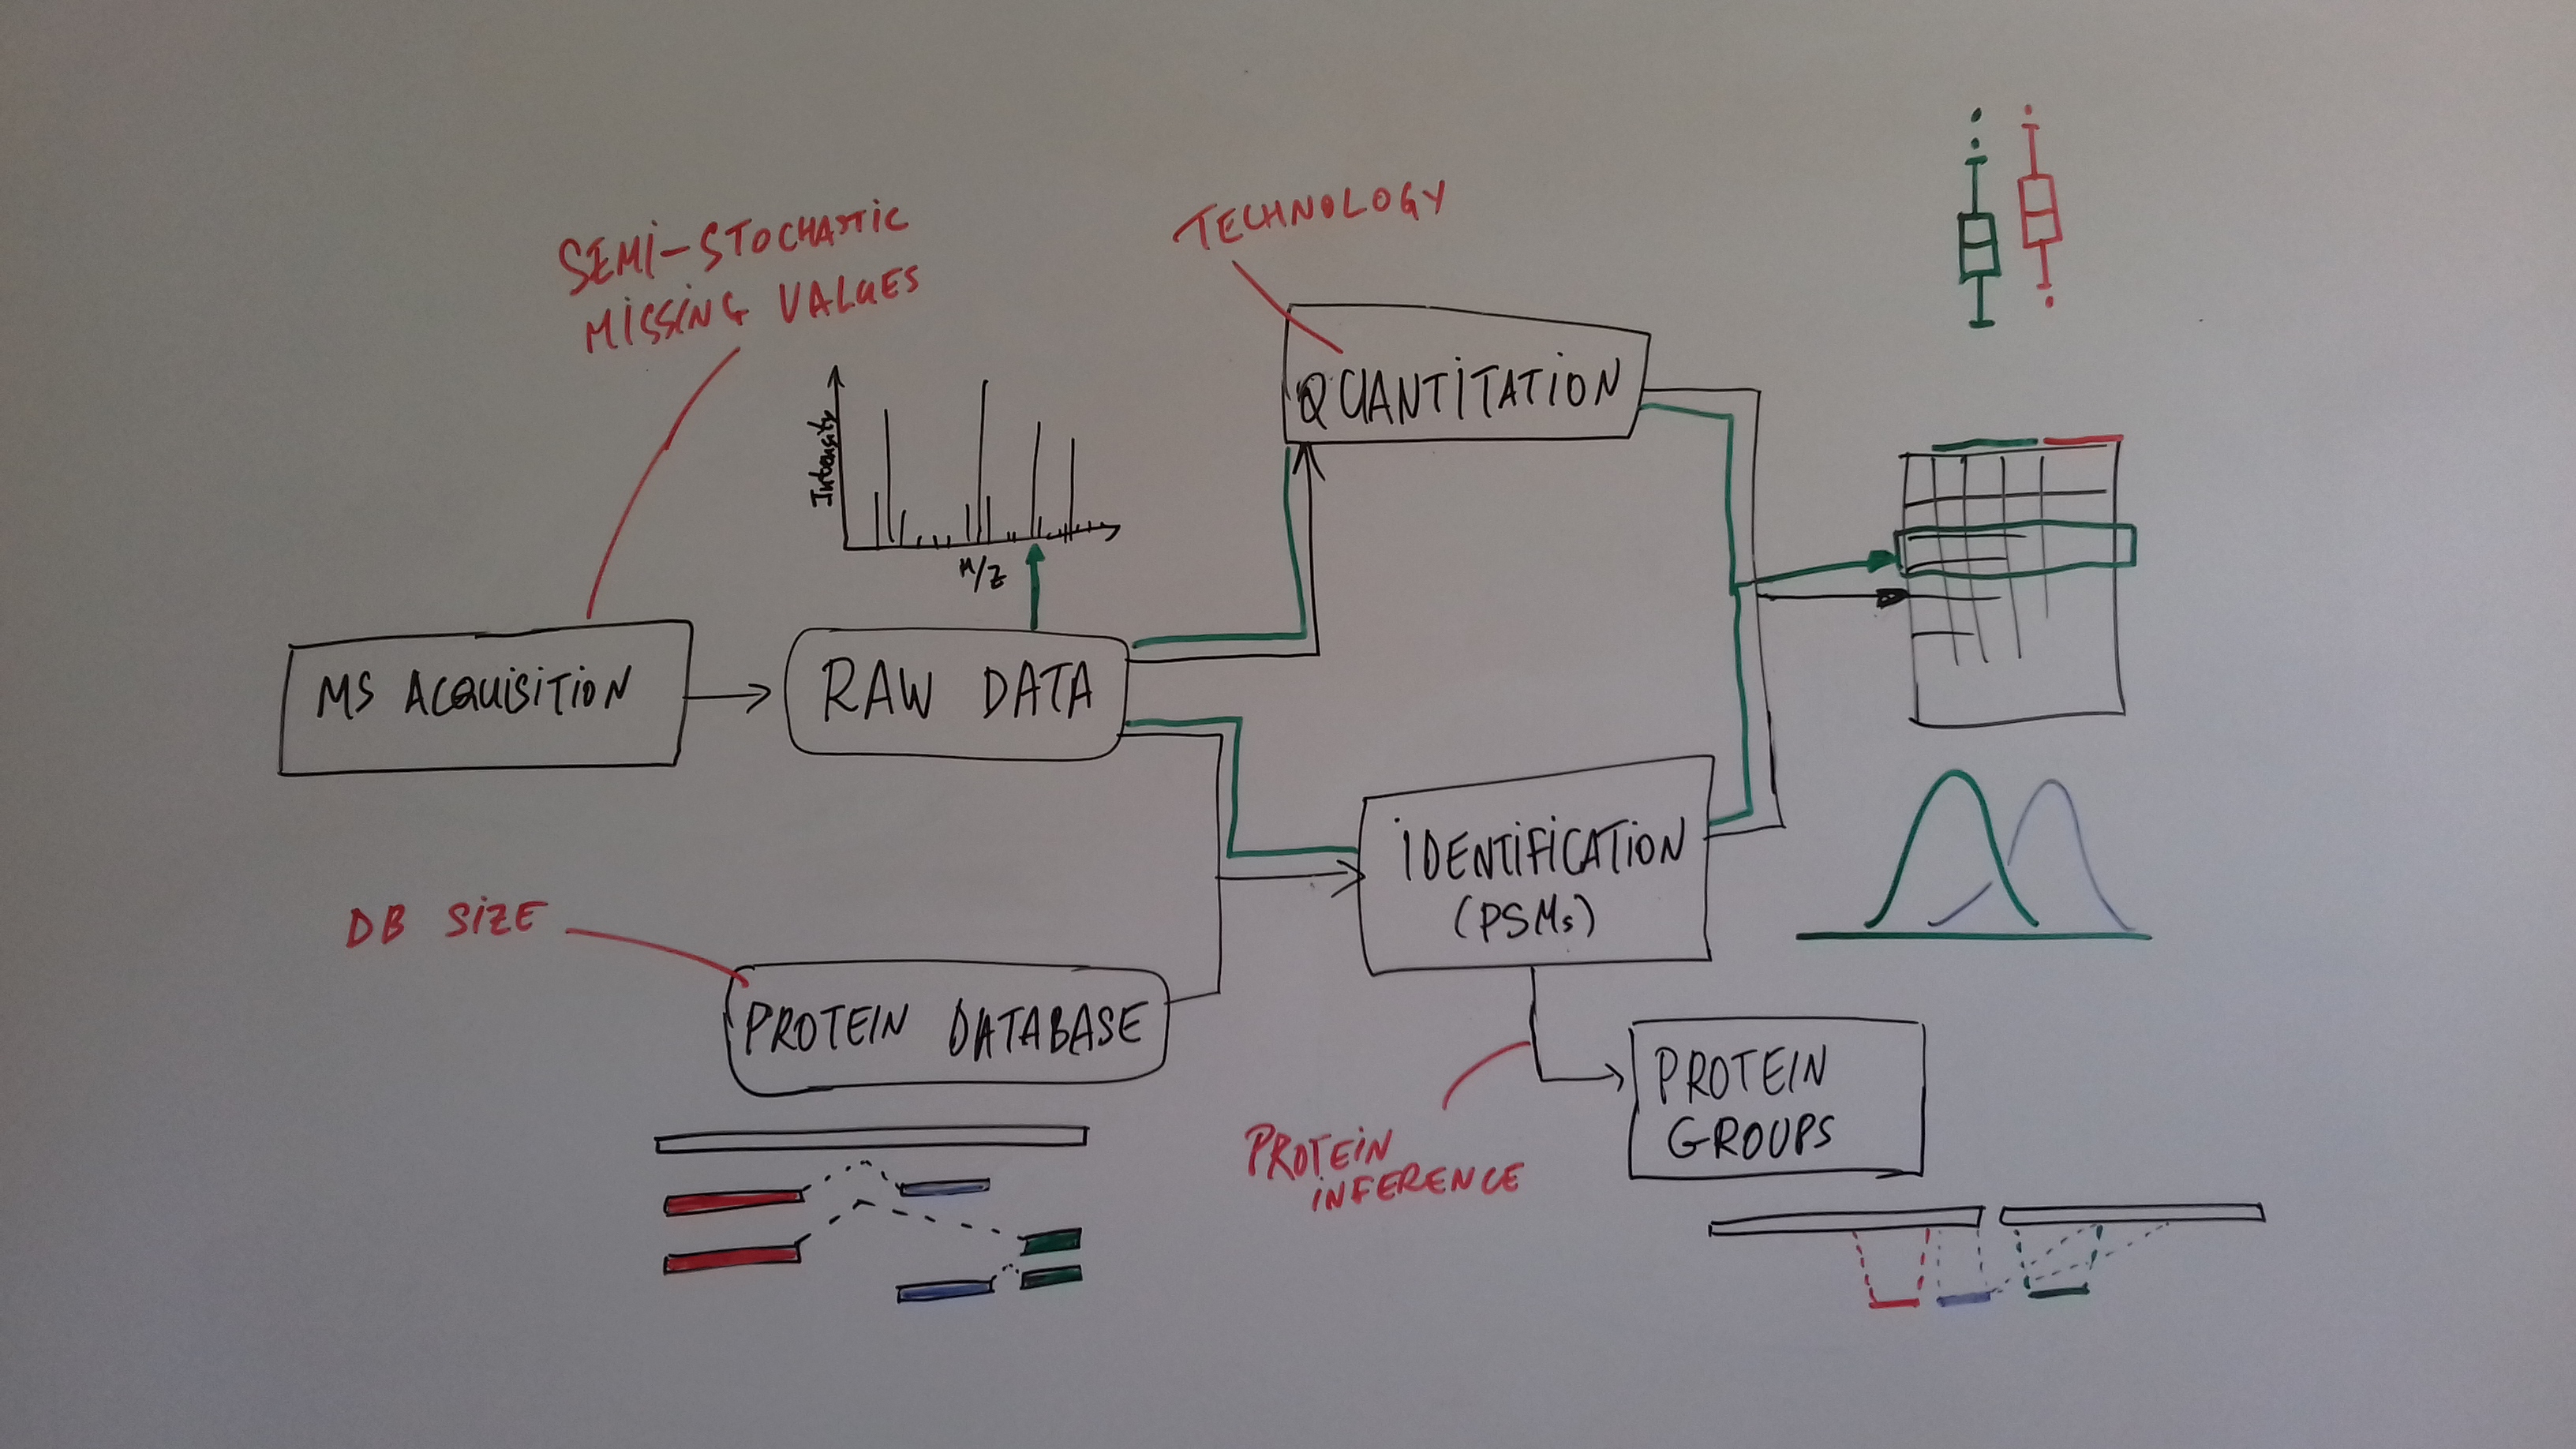 SEMI-STOCHASTIC
MISSING VALUES
TECHNOLOGY
Intensity
M/Z
QUANTITATION
MS ACQUISITION
RAW DATA
IDENTIFICATION
(PSMs)
DB SIZE
PROTEIN DATABASE
PROTEIN
INFERENCE
PROTEIN
GROUPS